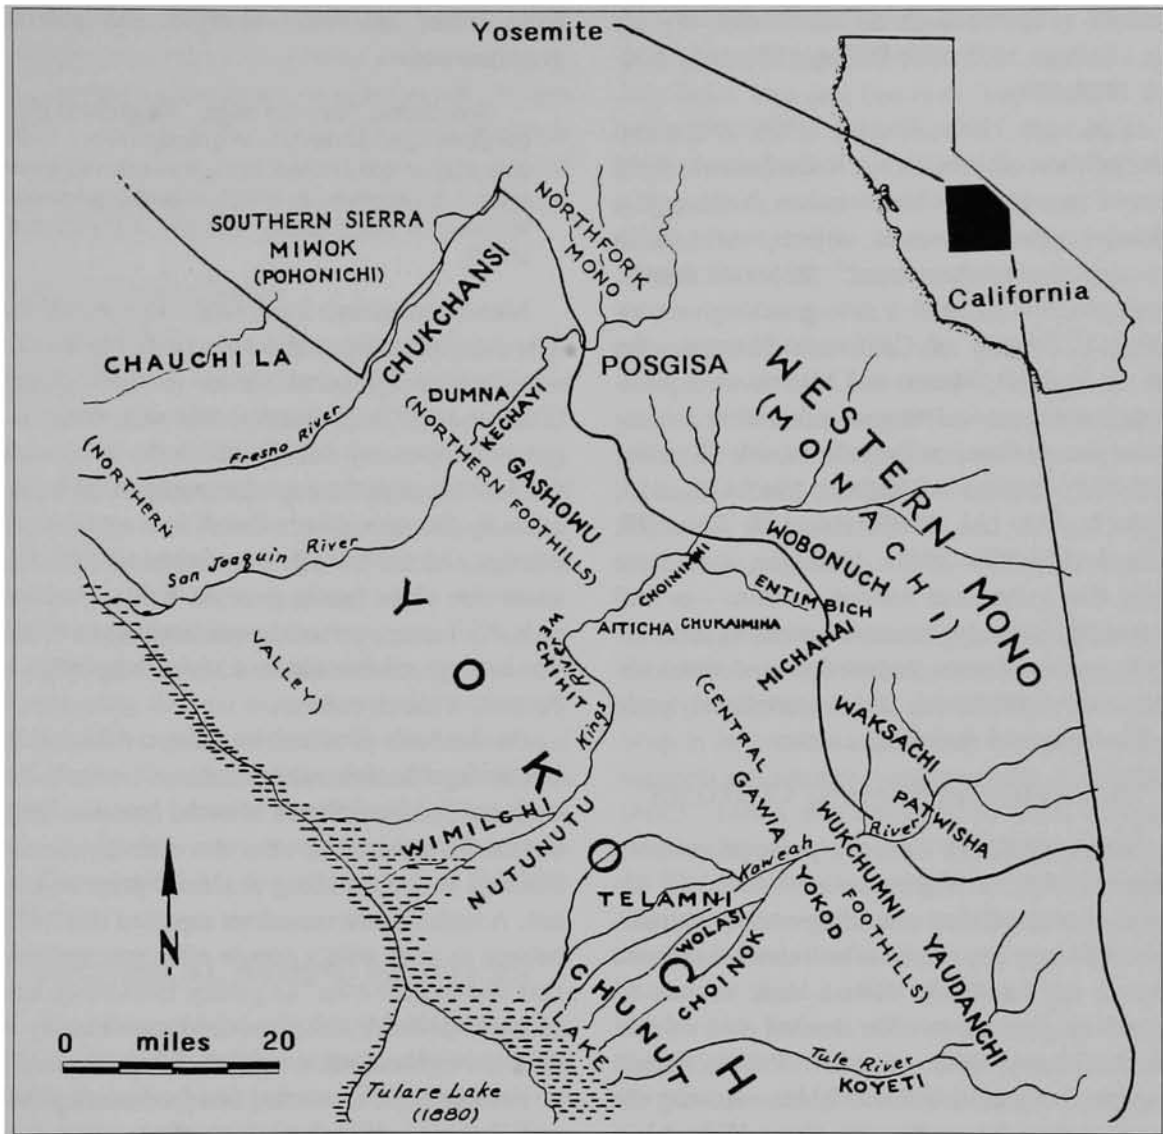 Yosemite
California
SOUTHERN SIERRA
MIWOK
(POHONICHI)
CHAUCHILA
CHUKCHANSI
NORTHFORK
MONO
POSGISA
WESTERN MONO
(MONACHI)
DUMNA
KECHAYI
(NORTHERN FOOTHILLS)
GASHOWU
Fresno River
(NORTHERN
VALLEY)
San Joaquin River
YOKOCH
WOBONUCH
CHOINIMNI
ENTIMBICH
AITICHA
CHUKAIMINA
MICHAHAI
WECHIHIT
Kings River
WAKSACHI
(CENTRAL
FOOTHILLS)
GAWIA
YOKOD
WUKCHUMNI
PATWISHA
Kaweah River
WIMILCHI
NUTUNUTU
TELAMNI
WOLASI
CHOINOK
YAUDANCHI
CHUNUT
LAKE
Tule River
KOYETI
N
0 miles 20
Tulare Lake
(1880)